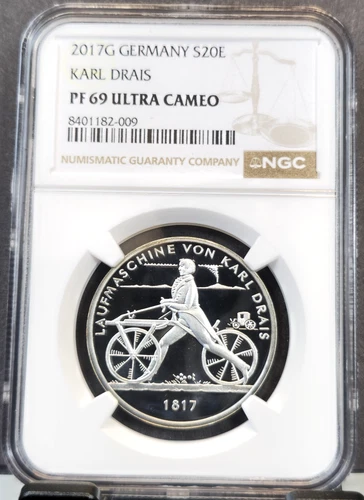 2017G GERMANY S20E
KARL DRAIS
PF 69 ULTRA CAMEO
8401182-009
NUMISMATIC GUARANTY COMPANY NGC
LAUFMASCHINE VON KARL DRAIS
1817